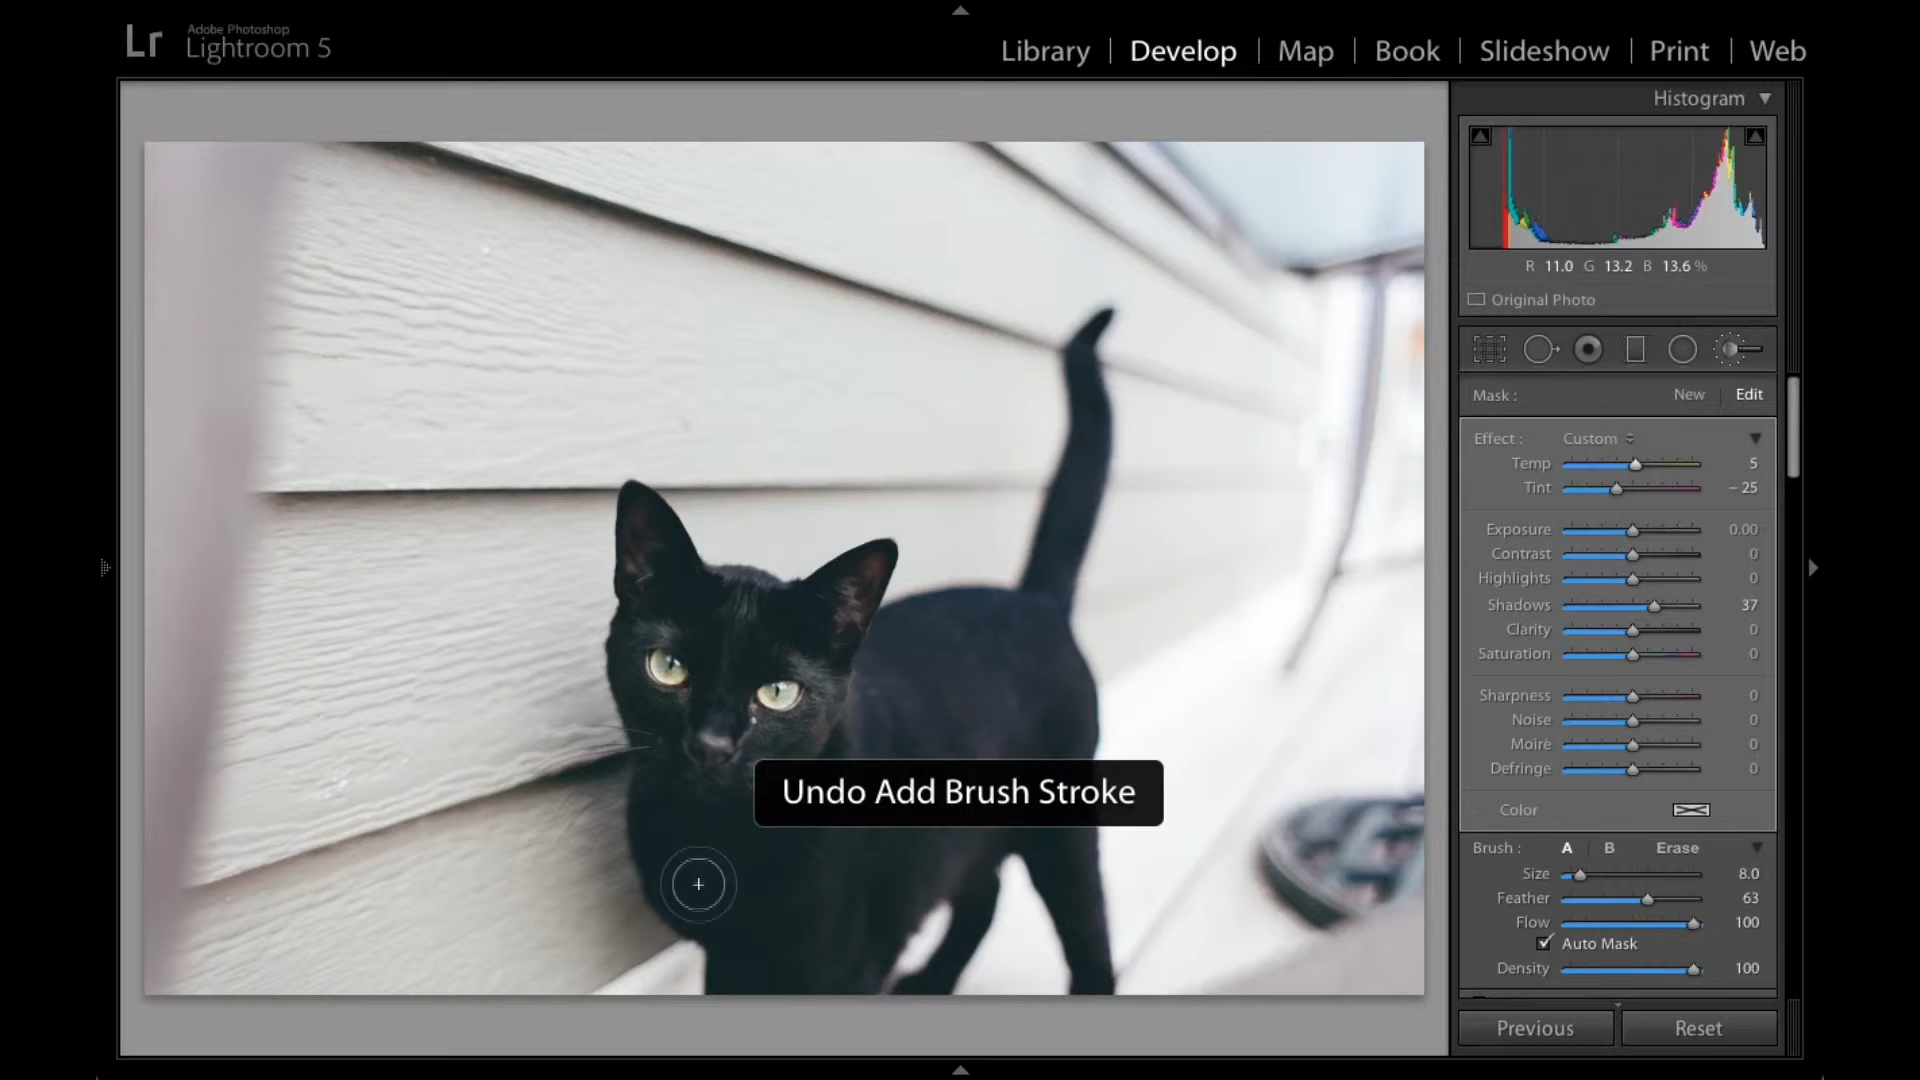 Lr Adobe Photoshop
Lightroom 5
Library | Develop | Map | Book | Slideshow | Print | Web
Histogram
R 11.0 G 13.2 B 13.6 %
Original Photo
Mask : New Edit
Effect : Custom
Temp 5
Tint – 25
Exposure 0.00
Contrast 0
Highlights 0
Shadows 37
Clarity 0
Saturation 0
Sharpness 0
Noise 0
Moiré 0
Defringe 0
Color
Undo Add Brush Stroke
Brush : A B Erase
Size 8.0
Feather 63
Flow 100
Auto Mask
Density 100
Previous Reset